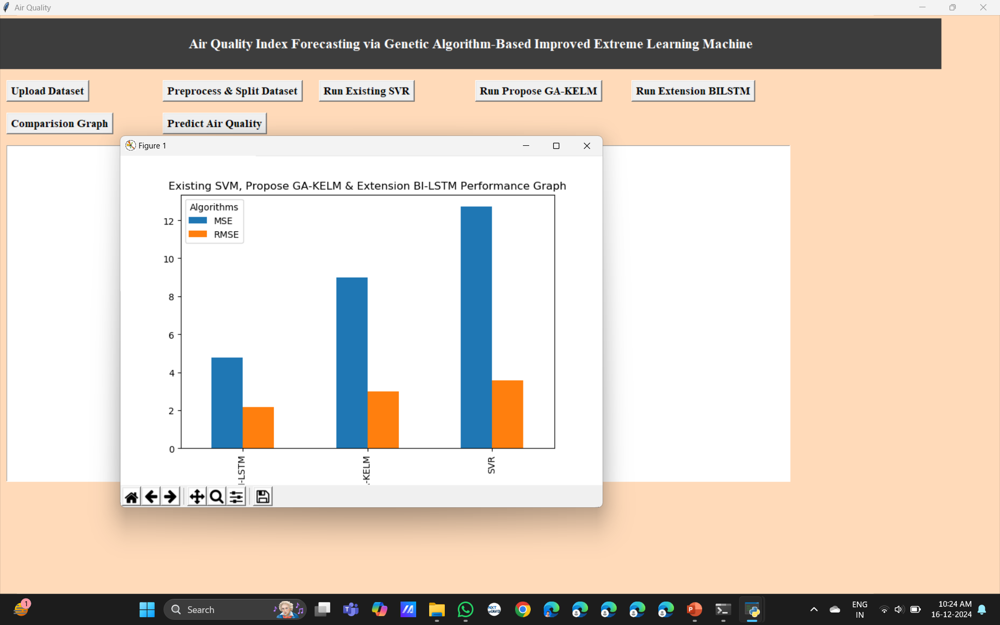 Air Quality
Air Quality Index Forecasting via Genetic Algorithm-Based Improved Extreme Learning Machine
Upload Dataset
Preprocess & Split Dataset
Run Existing SVR
Run Propose GA-KELM
Run Extension BILSTM
Comparision Graph
Predict Air Quality
Figure 1
Existing SVM, Propose GA-KELM & Extension BI-LSTM Performance Graph
Algorithms
MSE
RMSE
12
10
8
6
4
2
0
I-LSTM
-KELM
SVR
1
Search
NXT
WAVE
ENG
IN
10:24 AM
16-12-2024